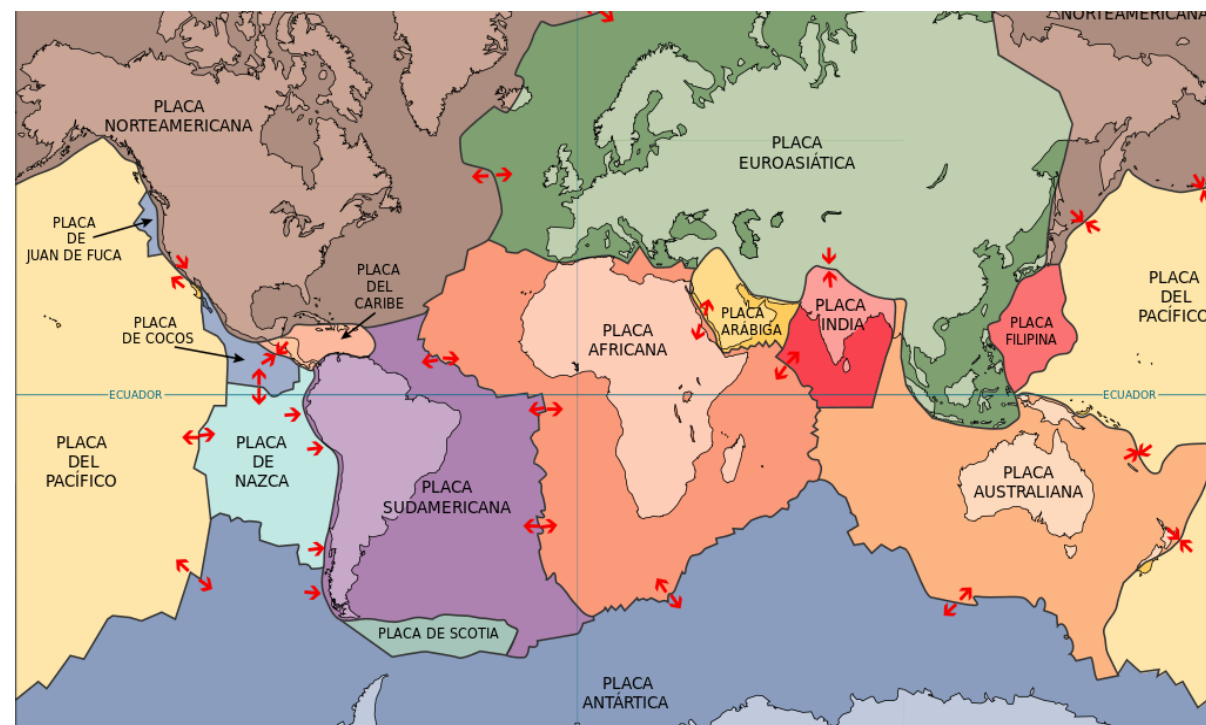 NORTEAMERICANA
PLACA
NORTEAMERICANA
PLACA
EUROASIÁTICA
PLACA
DE
JUAN DE FUCA
PLACA
DEL
CARIBE
PLACA
DEL
PACÍFICO
PLACA
DE COCOS
PLACA
AFRICANA
PLACA
ARÁBIGA
PLACA
INDIA
PLACA
FILIPINA
ECUADOR
ECUADOR
PLACA
DEL
PACÍFICO
PLACA
DE
NAZCA
PLACA
SUDAMERICANA
PLACA
AUSTRALIANA
PLACA DE SCOTIA
PLACA
ANTÁRTICA